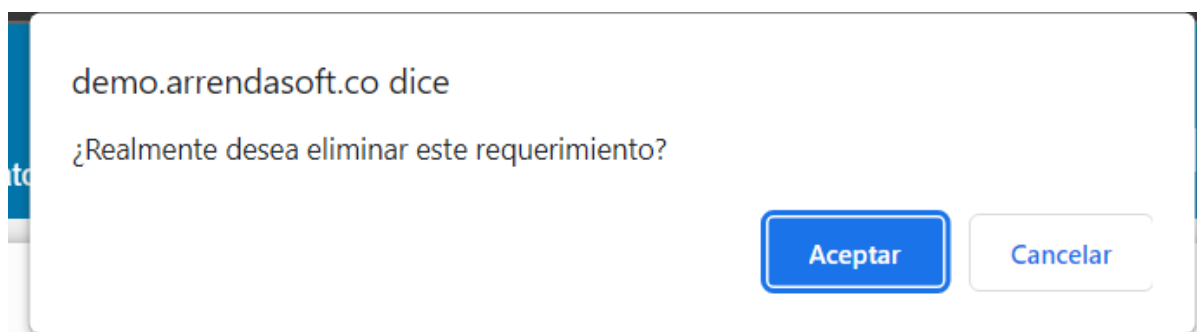 demo.arrendasoft.co dice
¿Realmente desea eliminar este requerimiento?
Aceptar Cancelar